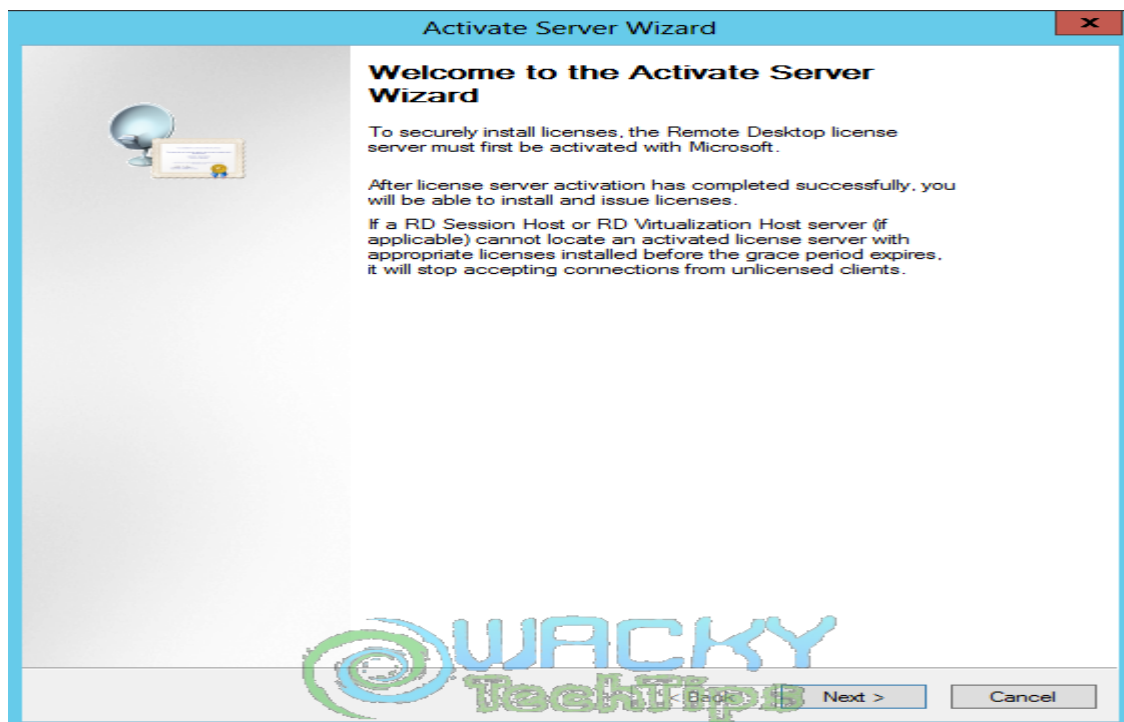 Activate Server Wizard
x
Welcome to the Activate Server
Wizard
To securely install licenses, the Remote Desktop license
server must first be activated with Microsoft.
After license server activation has completed successfully, you
will be able to install and issue licenses.
If a RD Session Host or RD Virtualization Host server (if
applicable) cannot locate an activated license server with
appropriate licenses installed before the grace period expires,
it will stop accepting connections from unlicensed clients.
WACKY
TechTips
< Back
Next >
Cancel